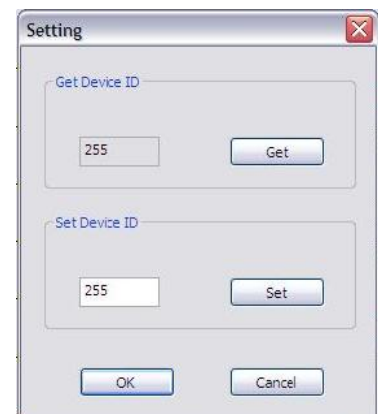 Setting
Get Device ID
255 Get
Set Device ID
255 Set
OK Cancel